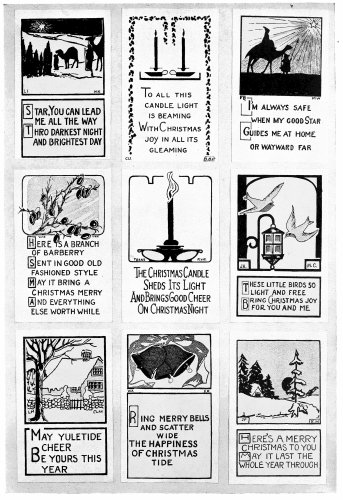 STAR, YOU CAN LEAD
ME ALL THE WAY
THRO DARKEST NIGHT
AND BRIGHTEST DAY
TO ALL THIS
CANDLE LIGHT
IS BEAMING
WITH CHRISTMAS
JOY IN ALL ITS
GLEAMING
I'M ALWAYS SAFE
WHEN MY GOOD STAR
GUIDES ME AT HOME
OR WAYWARD FAR
HERE IS A BRANCH
OF BARBERRY
SENT IN GOOD OLD
FASHIONED STYLE
MAY IT BRING A
CHRISTMAS MERRY
AND EVERYTHING
ELSE WORTH WHILE
THE CHRISTMAS CANDLE
SHEDS ITS LIGHT
AND BRINGS GOOD CHEER
ON CHRISTMAS NIGHT
THESE LITTLE BIRDS SO
LIGHT AND FREE
BRING CHRISTMAS JOY
FOR YOU AND ME
MAY YULETIDE
CHEER
BE YOURS THIS
YEAR
RING MERRY BELLS
AND SCATTER
WIDE
THE HAPPINESS
OF CHRISTMAS
TIDE
HERE'S A MERRY
CHRISTMAS TO YOU
MAY IT LAST THE
WHOLE YEAR THROUGH